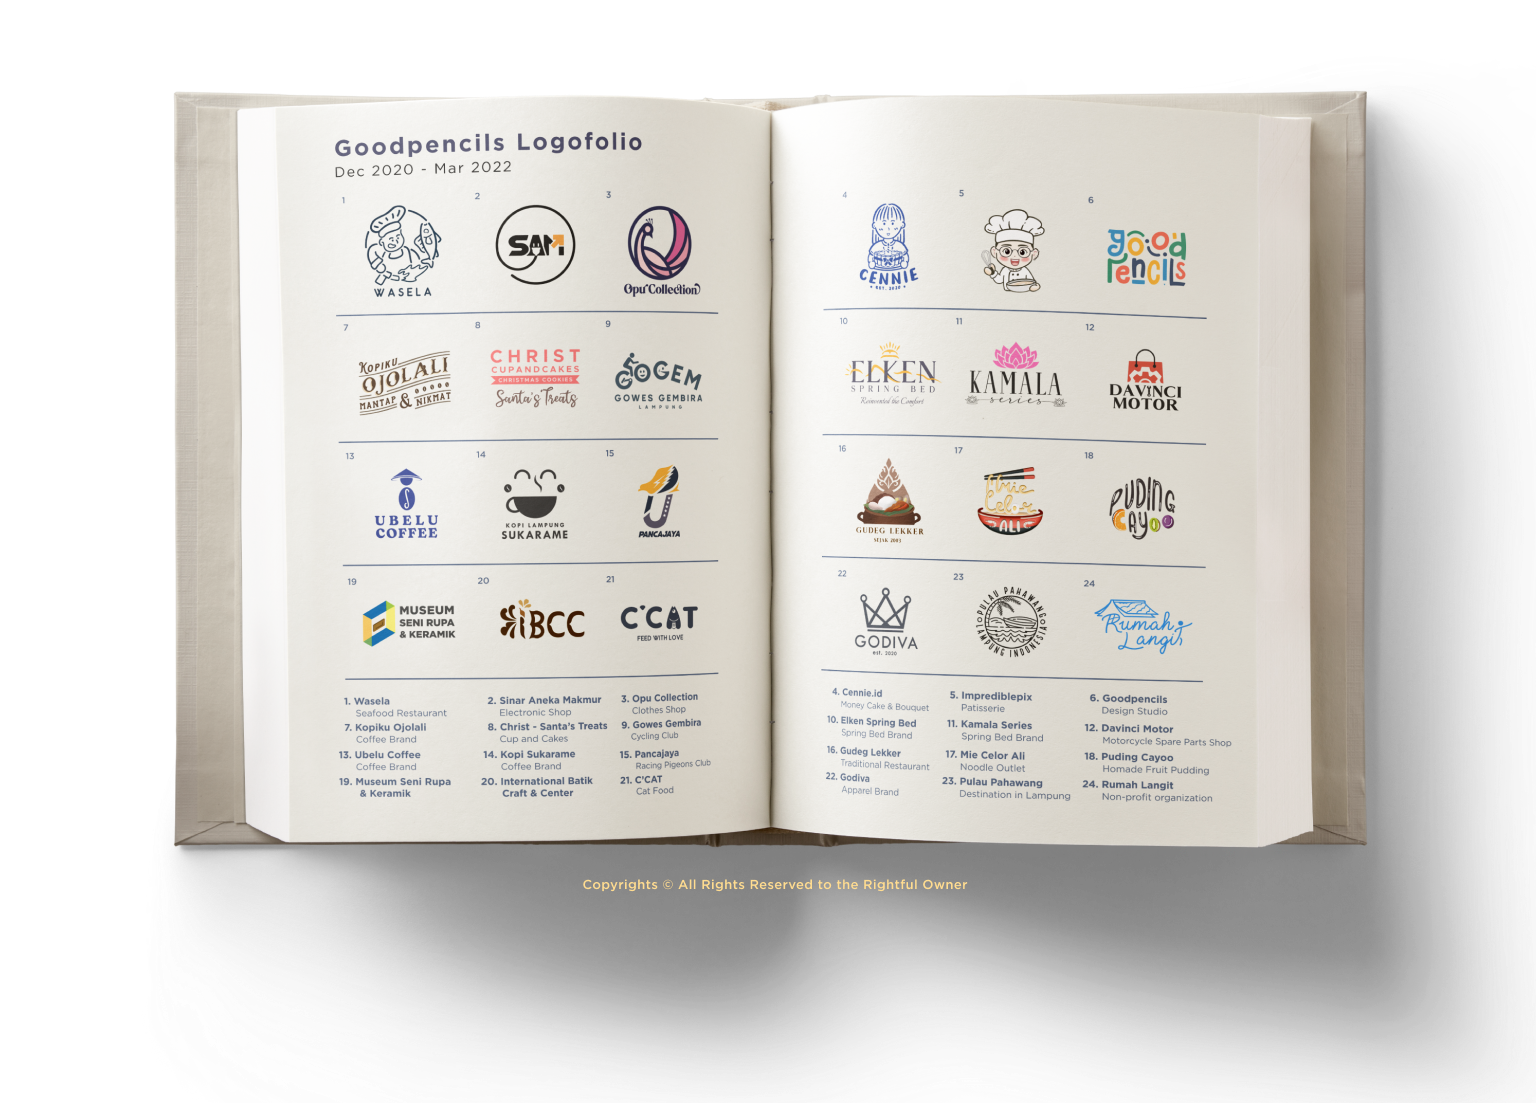 Goodpencils Logofolio
Dec 2020 - Mar 2022
1
2
3
WASELA
SAM
Opu Collection
7
8
9
KOPIKU
OJOLALI
MANTAP & NIKMAT
CHRIST
CUPANDCAKES
CHRISTMAS COOKIES
Santa's Treats
GOGEM
GOWES GEMBIRA
LAMPUNG
13
14
15
UBELU
COFFEE
KOPI LAMPUNG
SUKARAME
PANCAJAYA
19
20
21
MUSEUM
SENI RUPA
& KERAMIK
iBCC
C'CAT
FEED WITH LOVE
1. Wasela
Seafood Restaurant
2. Sinar Aneka Makmur
Electronic Shop
3. Opu Collection
Clothes Shop
7. Kopiku Ojolali
Coffee Brand
8. Christ - Santa's Treats
Cup and Cakes
9. Gowes Gembira
Cycling Club
13. Ubelu Coffee
Coffee Brand
14. Kopi Sukarame
Coffee Brand
15. Pancajaya
Racing Pigeons Club
19. Museum Seni Rupa
& Keramik
20. International Batik
Craft & Center
21. C'CAT
Cat Food
4
5
6
CENNIE
EST. 2020
good
Pencils
10
11
12
ELKEN
SPRING BED
Reinvented the Comfort
KAMALA
series
DAVINCI
MOTOR
16
17
18
GUDEG LEKKER
SEJAK 2003
Mie
Celor
ALI
PUDING
CAYOO
22
23
24
GODIVA
est. 2020
PULAU PAHAWANG
LAMPUNG INDONESIA
Rumah
Langit
4. Cennie.id
Money Cake & Bouquet
5. Imprediblepix
Patisserie
6. Goodpencils
Design Studio
10. Elken Spring Bed
Spring Bed Brand
11. Kamala Series
Spring Bed Brand
12. Davinci Motor
Motorcycle Spare Parts Shop
16. Gudeg Lekker
Traditional Restaurant
17. Mie Celor Ali
Noodle Outlet
18. Puding Cayoo
Homade Fruit Pudding
22. Godiva
Apparel Brand
23. Pulau Pahawang
Destination in Lampung
24. Rumah Langit
Non-profit organization
Copyrights © All Rights Reserved to the Rightful Owner